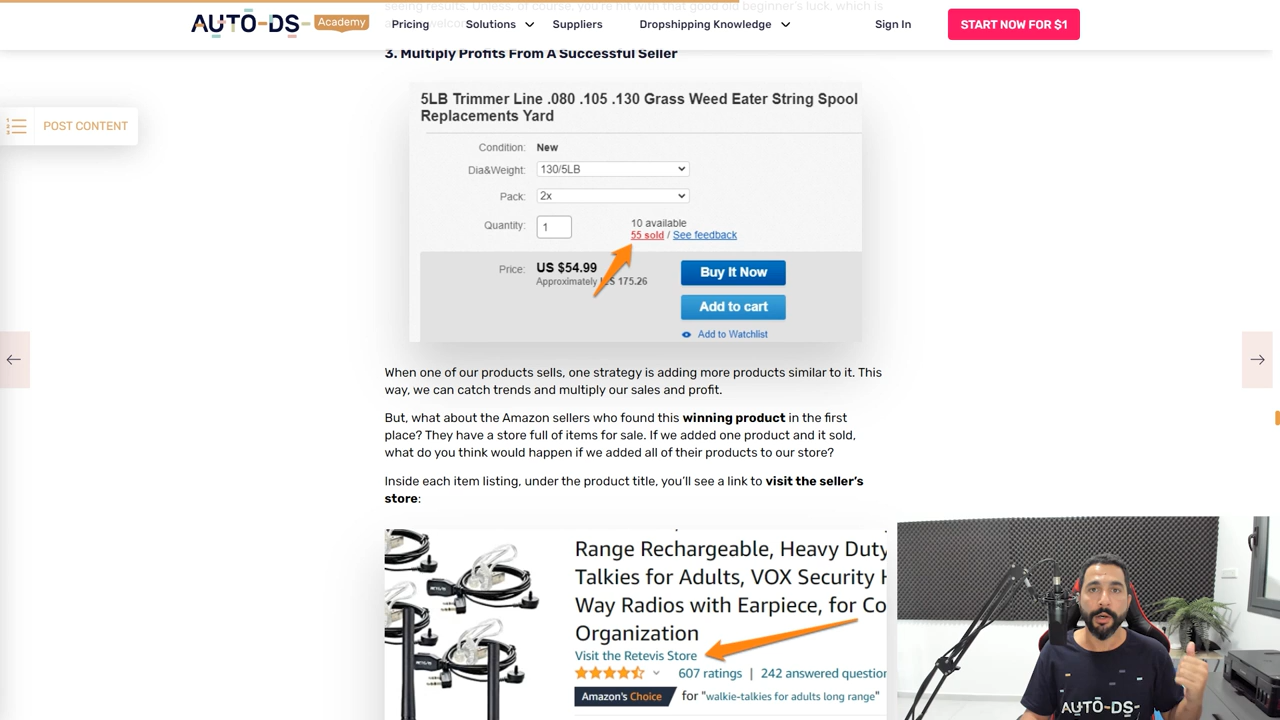 seeing results. Unless, of course, you're hit with that good old beginner's luck, which is
AUTO-DS- Academy
Pricing
Solutions
Suppliers
Dropshipping Knowledge
Sign In
START NOW FOR $1
3. Multiply Profits From A Successful Seller
POST CONTENT
5LB Trimmer Line .080 .105 .130 Grass Weed Eater String Spool
Replacements Yard
Condition: New
Dia&Weight: 130/5LB
Pack: 2x
Quantity: 1
10 available
55 sold / See feedback
Price: US $54.99
Approximately S 175.26
Buy It Now
Add to cart
Add to Watchlist
When one of our products sells, one strategy is adding more products similar to it. This
way, we can catch trends and multiply our sales and profit.
But, what about the Amazon sellers who found this winning product in the first
place? They have a store full of items for sale. If we added one product and it sold,
what do you think would happen if we added all of their products to our store?
Inside each item listing, under the product title, you'll see a link to visit the seller's
store:
Range Rechargeable, Heavy Duty
Talkies for Adults, VOX Security
Way Radios with Earpiece, for Co
Organization
Visit the Retevis Store
607 ratings | 242 answered question
Amazon's Choice for "walkie-talkies for adults long range"
AUTO-DS-